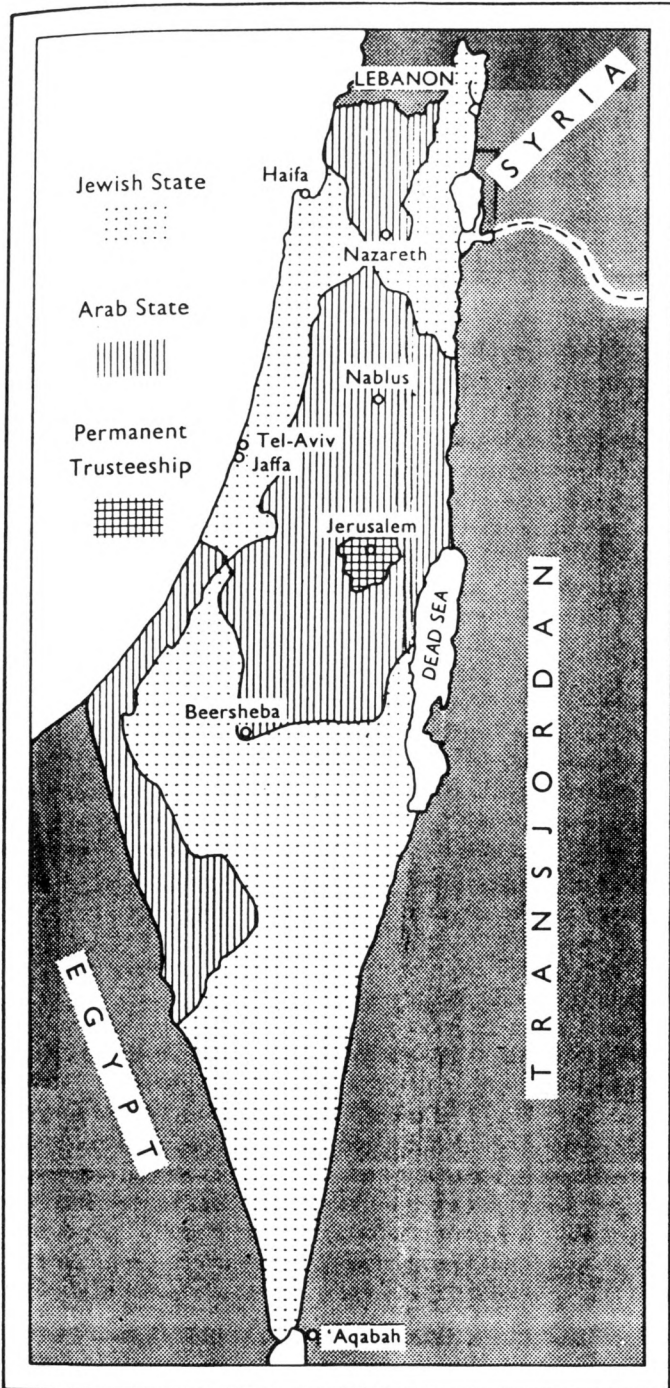 LEBANON
SYRIA
Jewish State
Haifa
Nazareth
Arab State
Nablus
Permanent
Trusteeship
Tel-Aviv
Jaffa
Jerusalem
DEAD SEA
TRANSJORDAN
Beersheba
EGYPT
'Aqabah